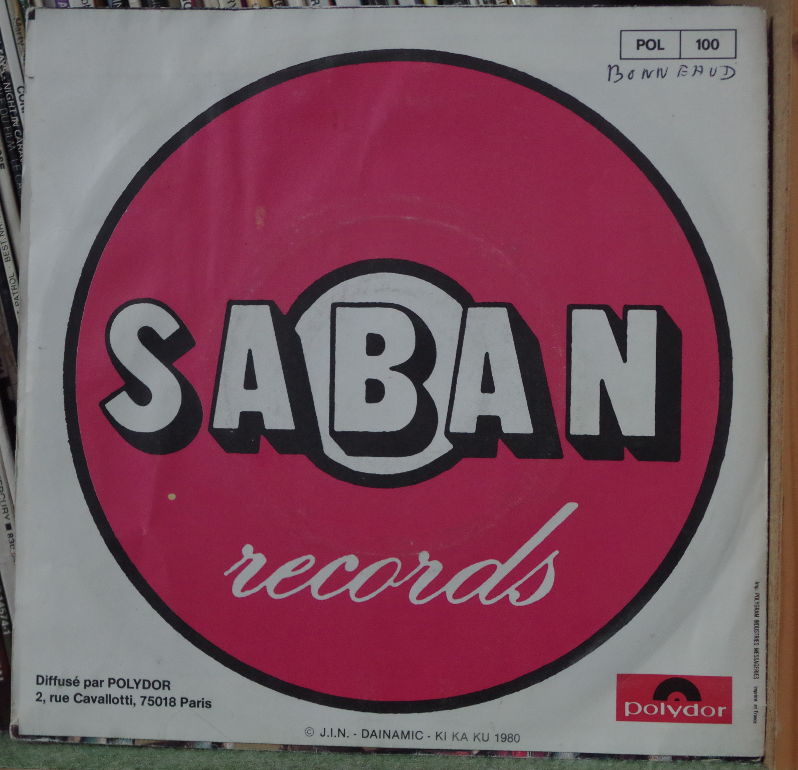 POL 100
BONNEAUD
SABAN
records
Diffusé par POLYDOR
2, rue Cavallotti, 75018 Paris
polydor
© J.I.N. - DAINAMIC - KI KA KU 1980